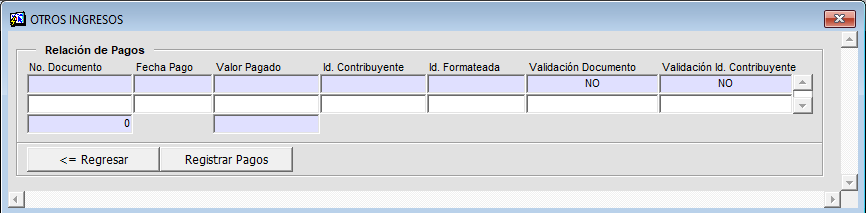 OTROS INGRESOS
Relación de Pagos
No. Documento Fecha Pago Valor Pagado Id. Contribuyente Id. Formateada Validación Documento Validación Id. Contribuyente
NO NO
0
<= Regresar Registrar Pagos